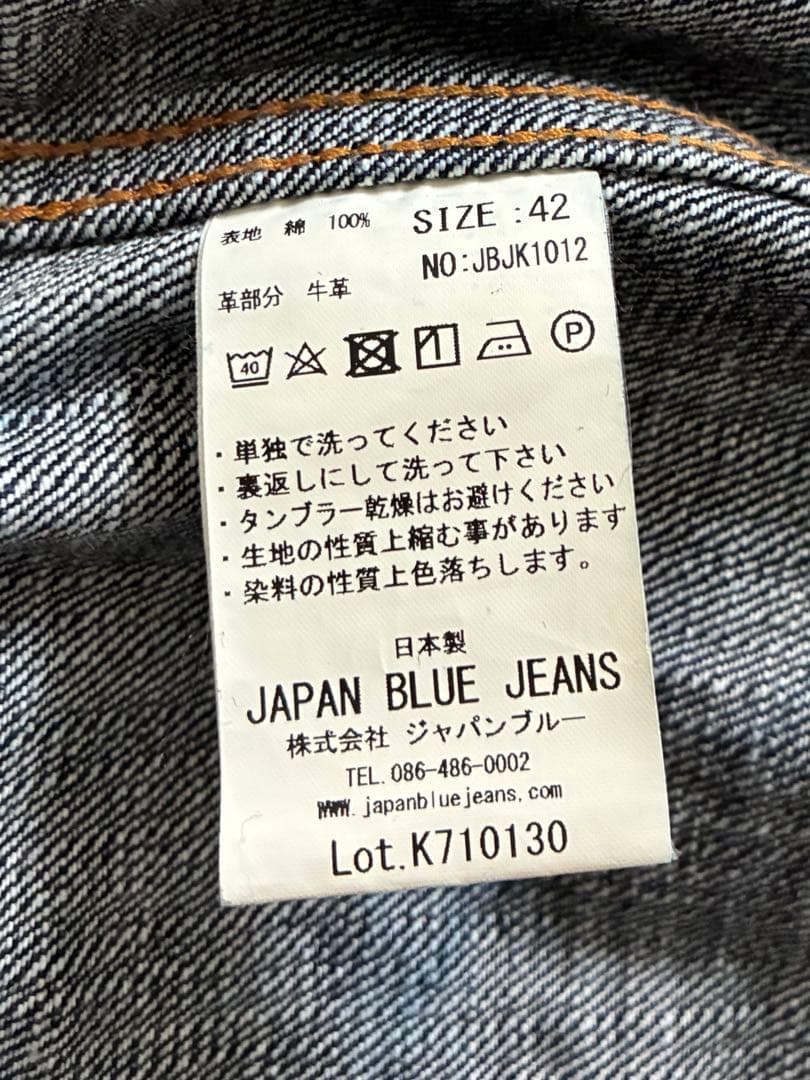 表地 綿 100% SIZE :42
NO:JBJK1012
革部分 牛革
40 P
・単独で洗ってください
・裏返しにして洗って下さい
・タンブラー乾燥はお避けください
・生地の性質上縮む事があります
・染料の性質上色落ちします。
日本製
JAPAN BLUE JEANS
株式会社 ジャパンブルー
TEL.086-486-0002
www.japanbluejeans.com
Lot.K710130